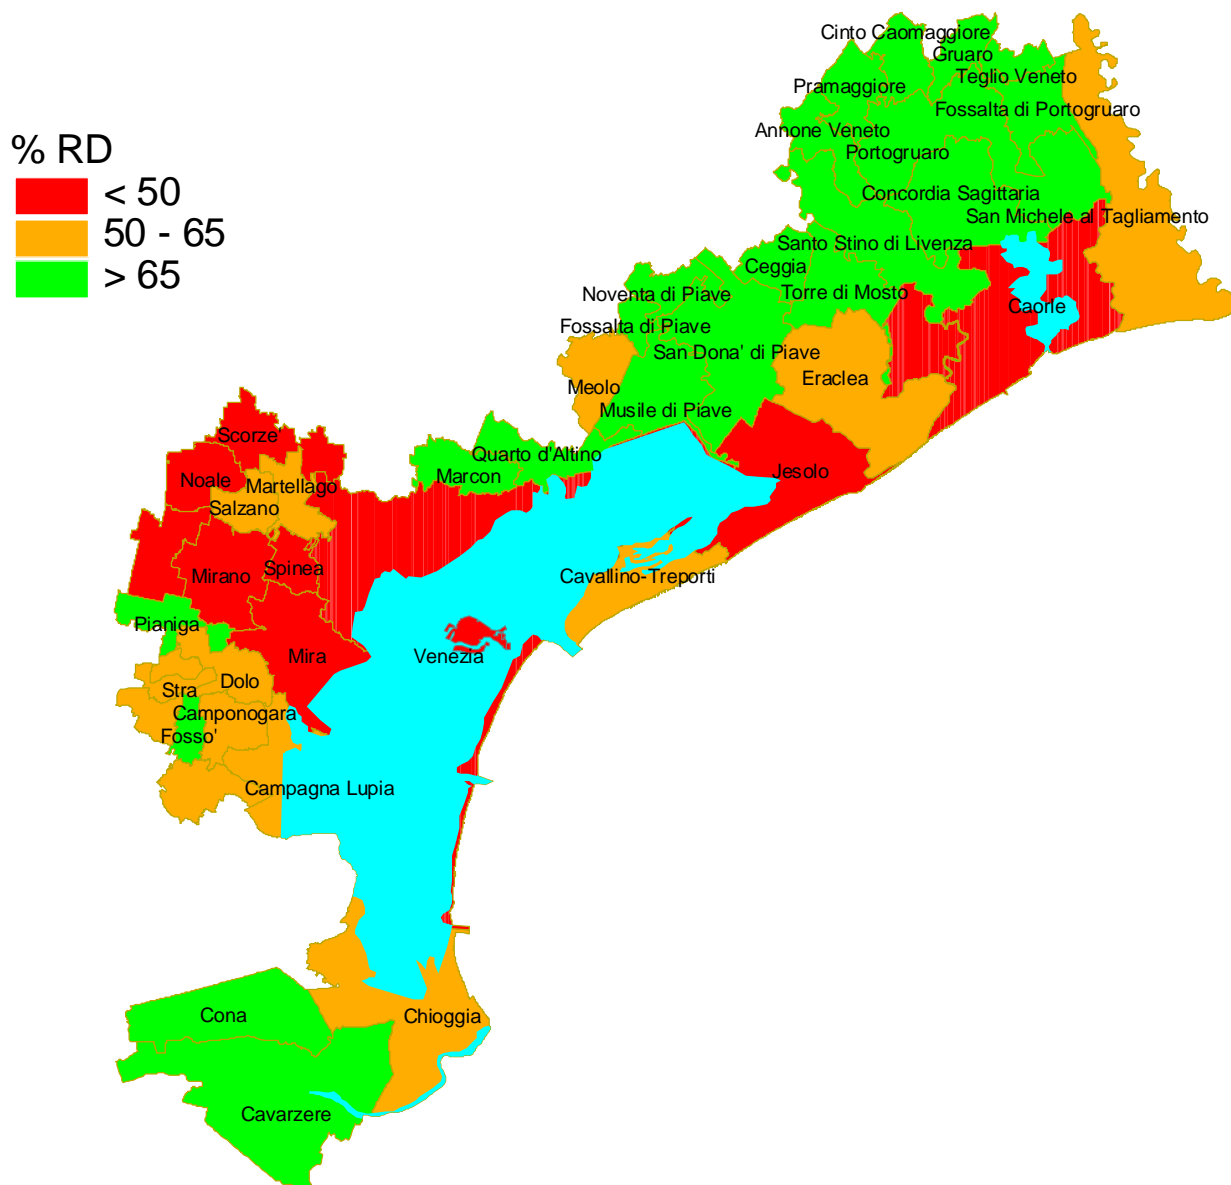 % RD
< 50
50 - 65
> 65
Cinto Caomaggiore
Gruaro
Teglio Veneto
Pramaggiore
Fossalta di Portogruaro
Annone Veneto
Portogruaro
Concordia Sagittaria
San Michele al Tagliamento
Santo Stino di Livenza
Ceggia
Torre di Mosto
Noventa di Piave
Caorle
Fossalta di Piave
San Dona' di Piave
Eraclea
Meolo
Musile di Piave
Scorze'
Quarto d'Altino
Marcon
Jesolo
Noale
Martellago
Salzano
Spinea
Mirano
Cavallino-Treporti
Pianiga
Mira
Venezia
Dolo
Stra
Camponogara
Fosso'
Campagna Lupia
Cona
Chioggia
Cavarzere